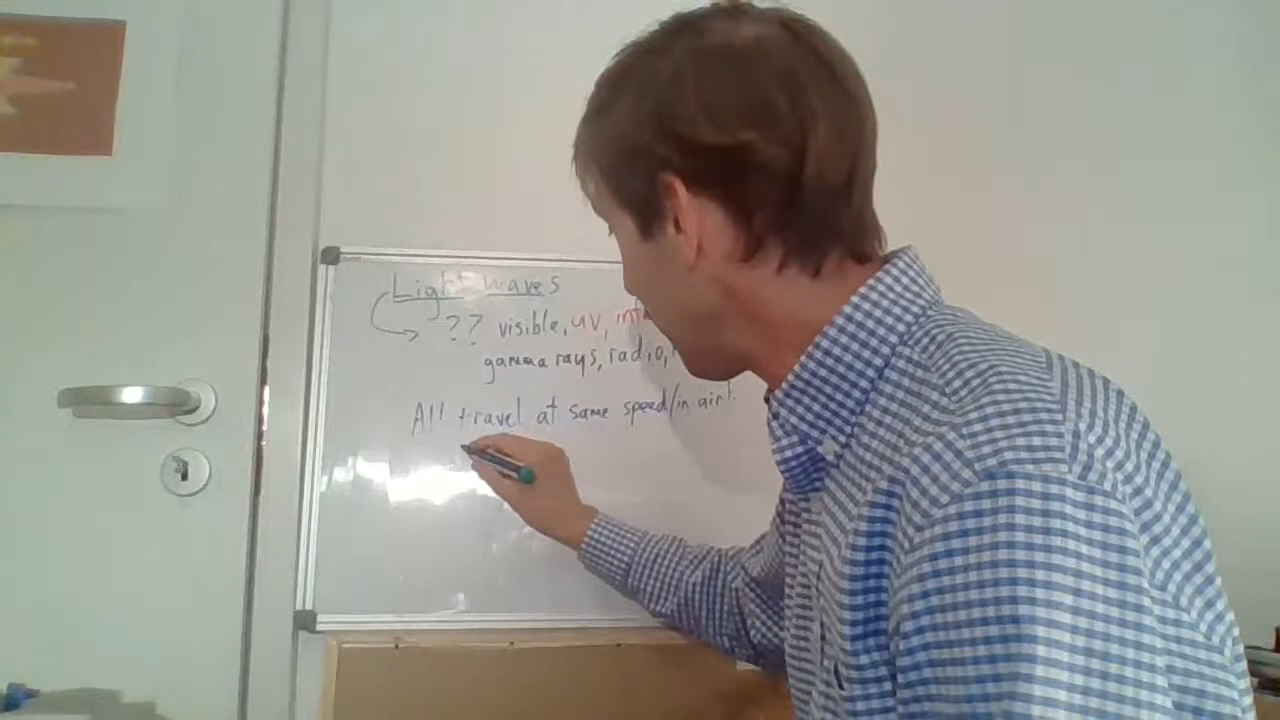 Light waves
?? visible, uv,
gamma rays, radio,
All travel at same speed/in air!